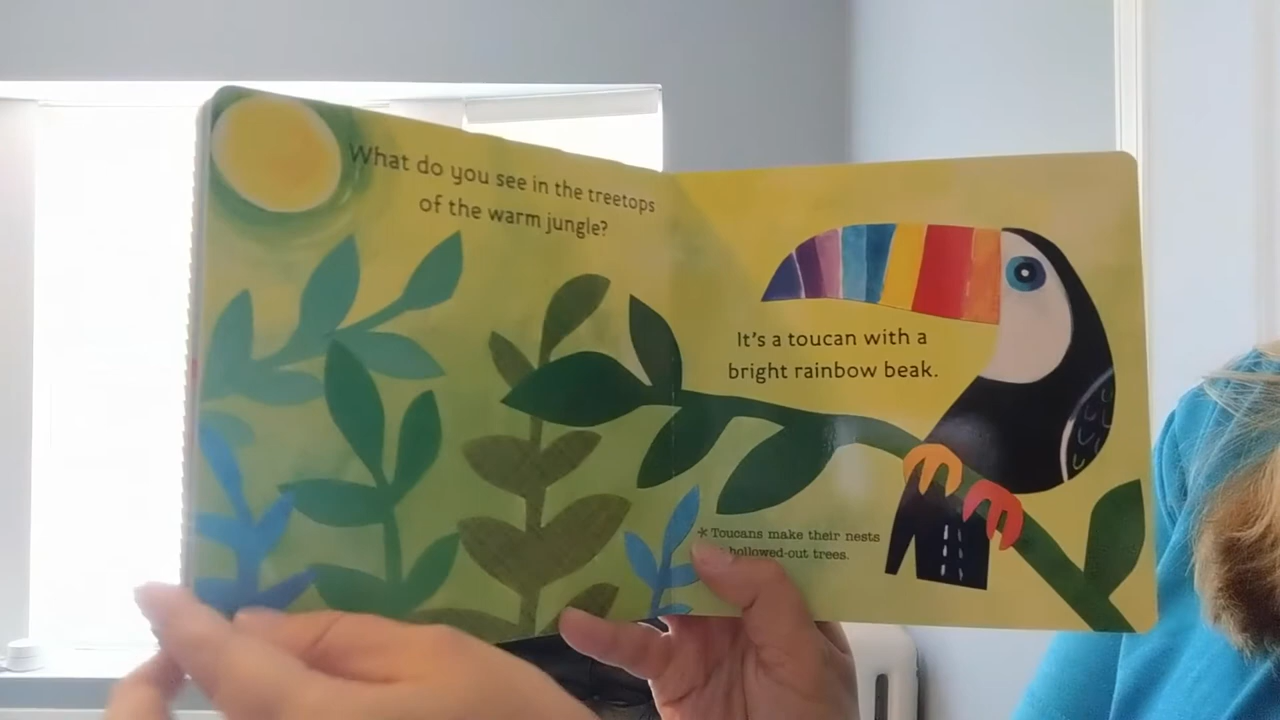 What do you see in the treetops
of the warm jungle?
It's a toucan with a
bright rainbow beak.
* Toucans make their nests
hollowed-out trees.